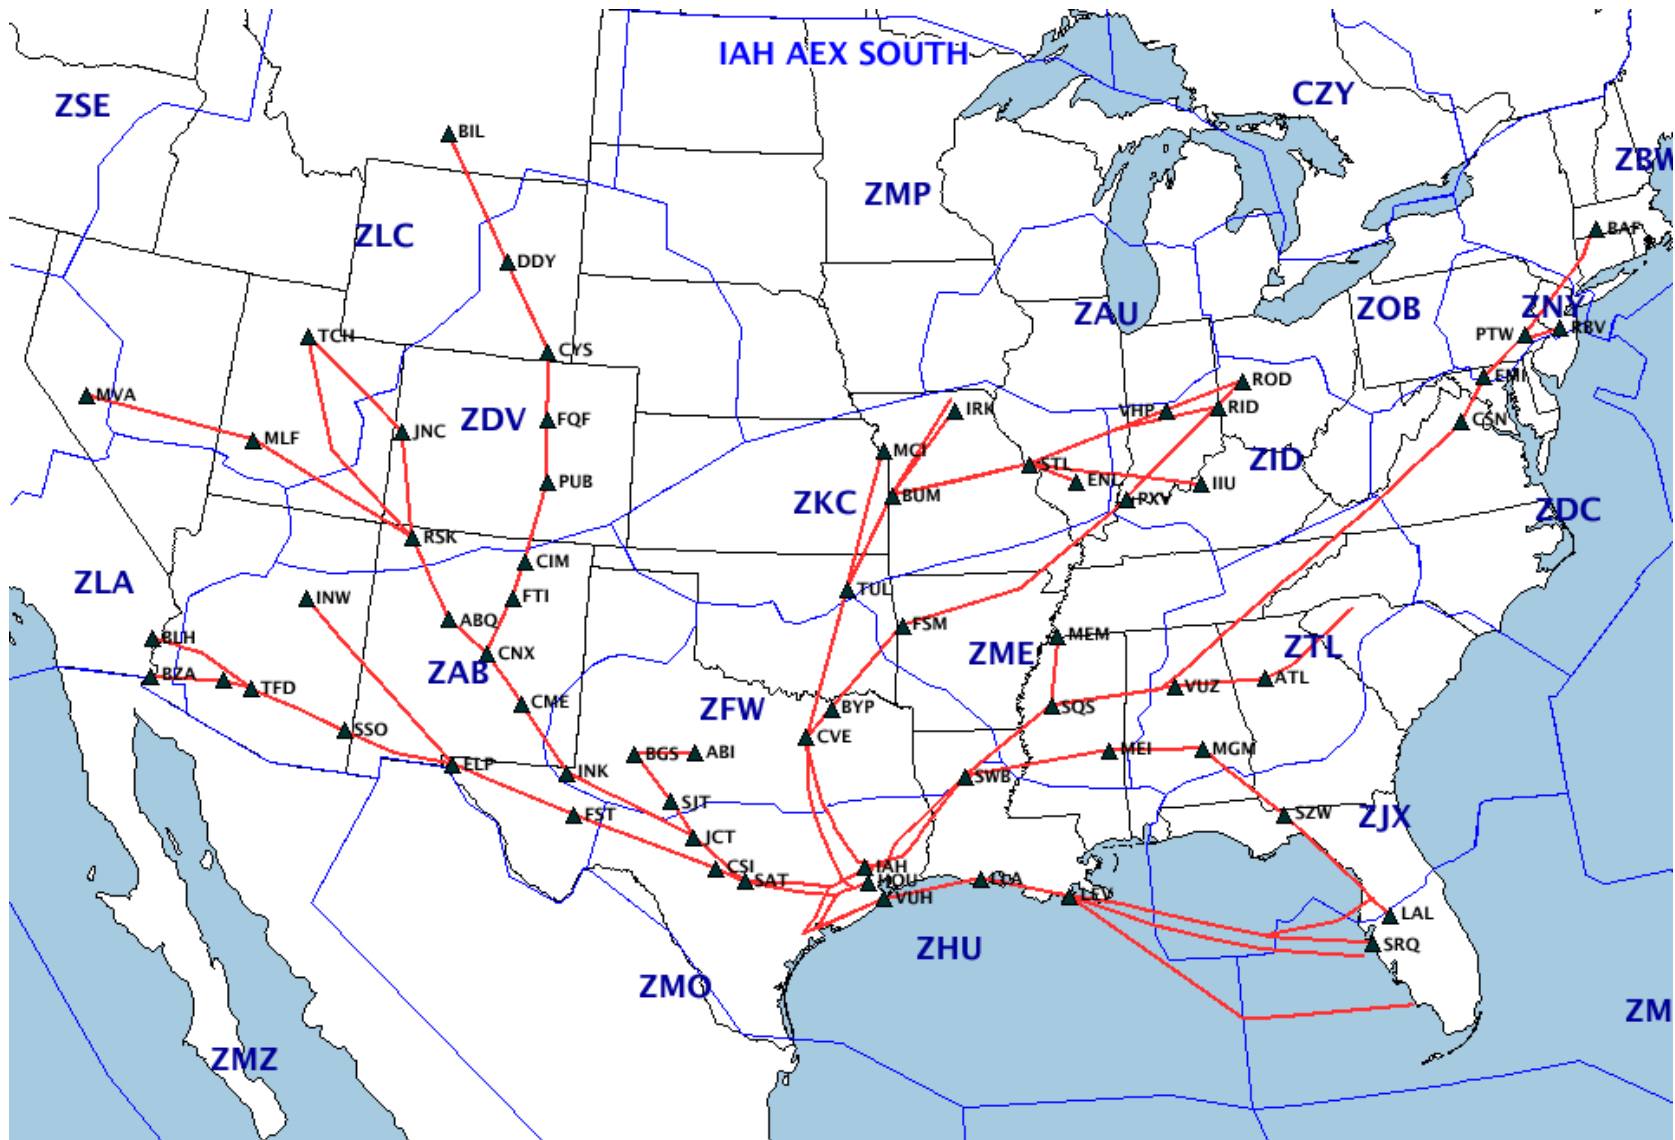 IAH AEX SOUTH
CZY
ZSE
BIL
ZBW
ZMP
BAF
ZLC
DDY
ZAU
ZOB
ZNY
RBV
PTW
TCH
CYS
EMI
ROD
MVA
VHP
RID
IRK
ZDV
FQF
CSN
JNC
MLF
MCI
ZID
STL
PUB
ENL
IIU
BUM
PXV
ZKC
ZDC
RSK
CIM
ZLA
TUL
INW
FTI
ABQ
FSM
MEM
BLH
ZME
ZTL
CNX
ZAB
BZA
TFD
ATL
VUZ
CME
BYP
SQS
ZFW
SSO
CVE
BGS
ABI
MEI
MGM
ELP
INK
SWB
SJT
FST
SZW
ZJX
JCT
CSI
IAH
SAT
HOU
LLA
VUH
LEV
LAL
SRQ
ZHU
ZMO
ZM
ZMZ